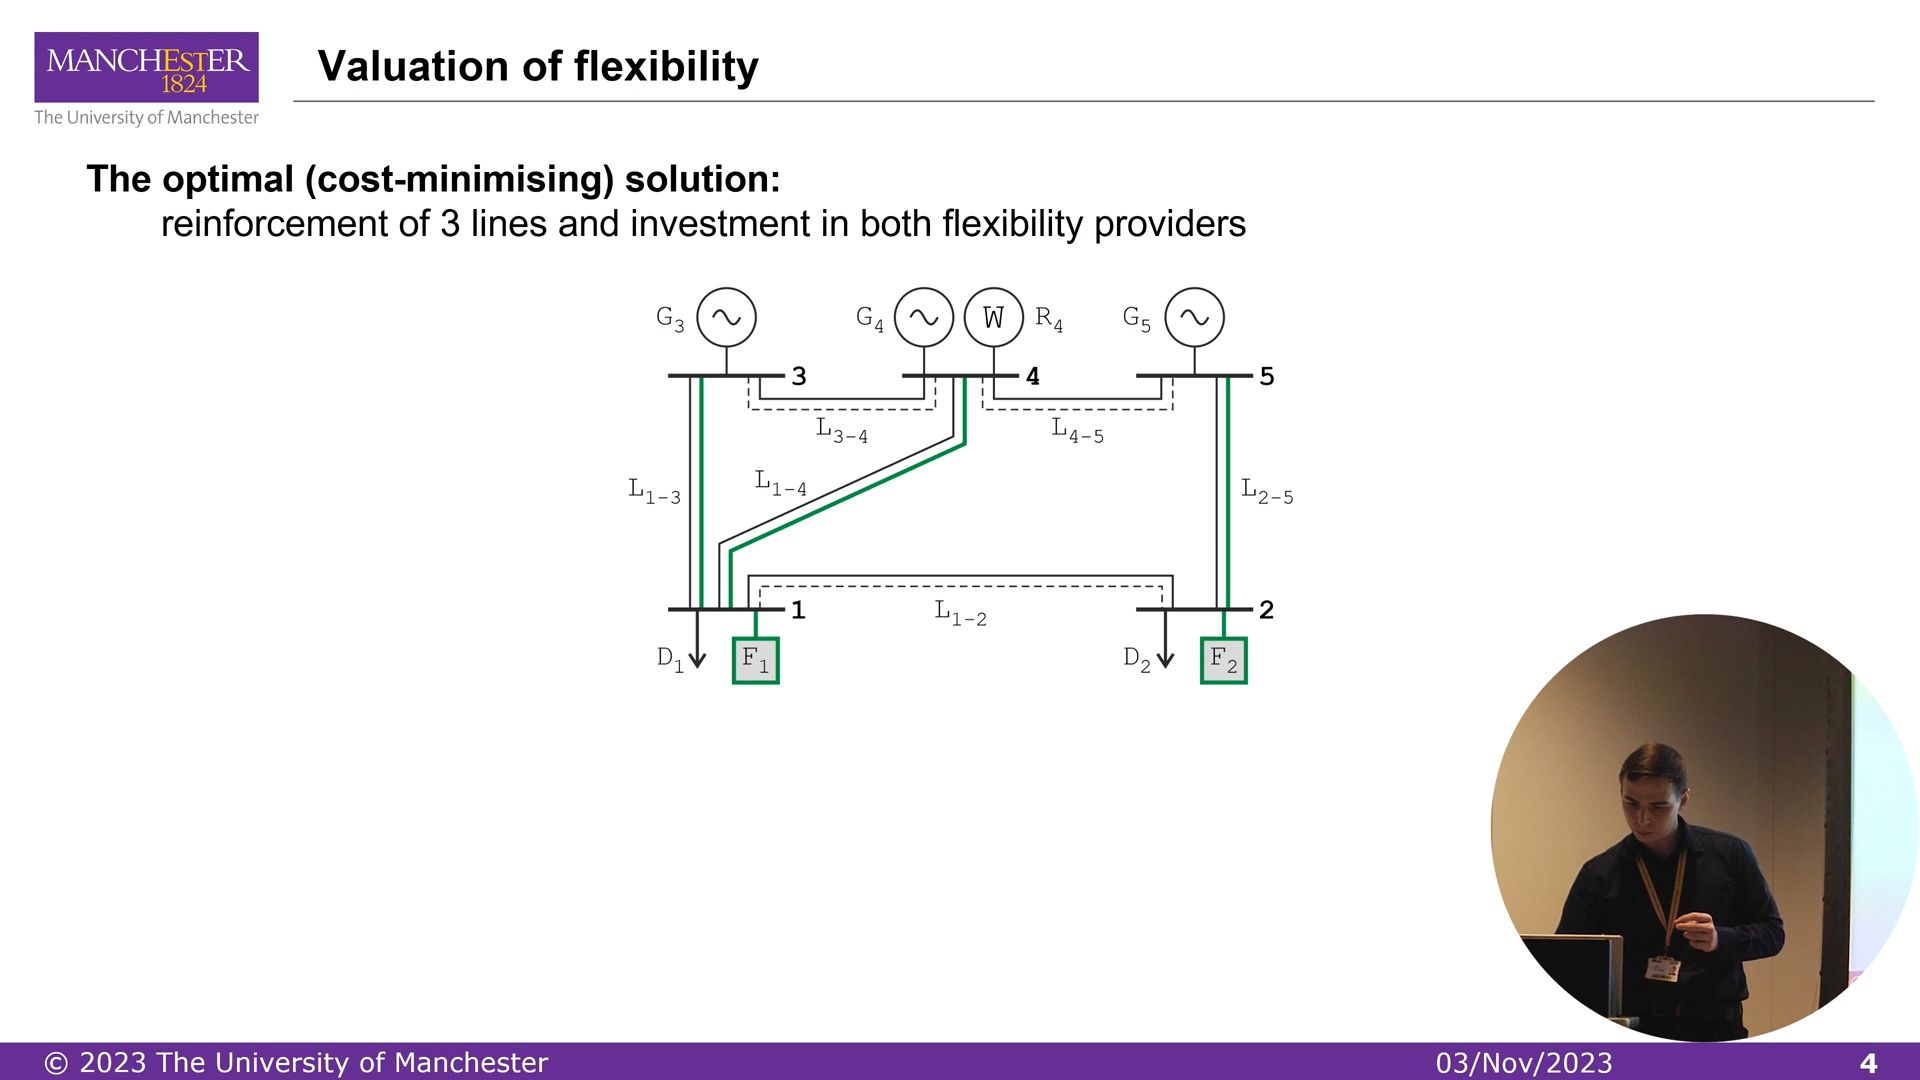 MANCHESTER
1824
The University of Manchester
Valuation of flexibility
The optimal (cost-minimising) solution:
reinforcement of 3 lines and investment in both flexibility providers
G3 G4 W R4 G5
3 4 5
L3-4 L4-5
L1-3 L1-4 L2-5
1 L1-2 2
D1 F1 D2 F2
© 2023 The University of Manchester 03/Nov/2023 4